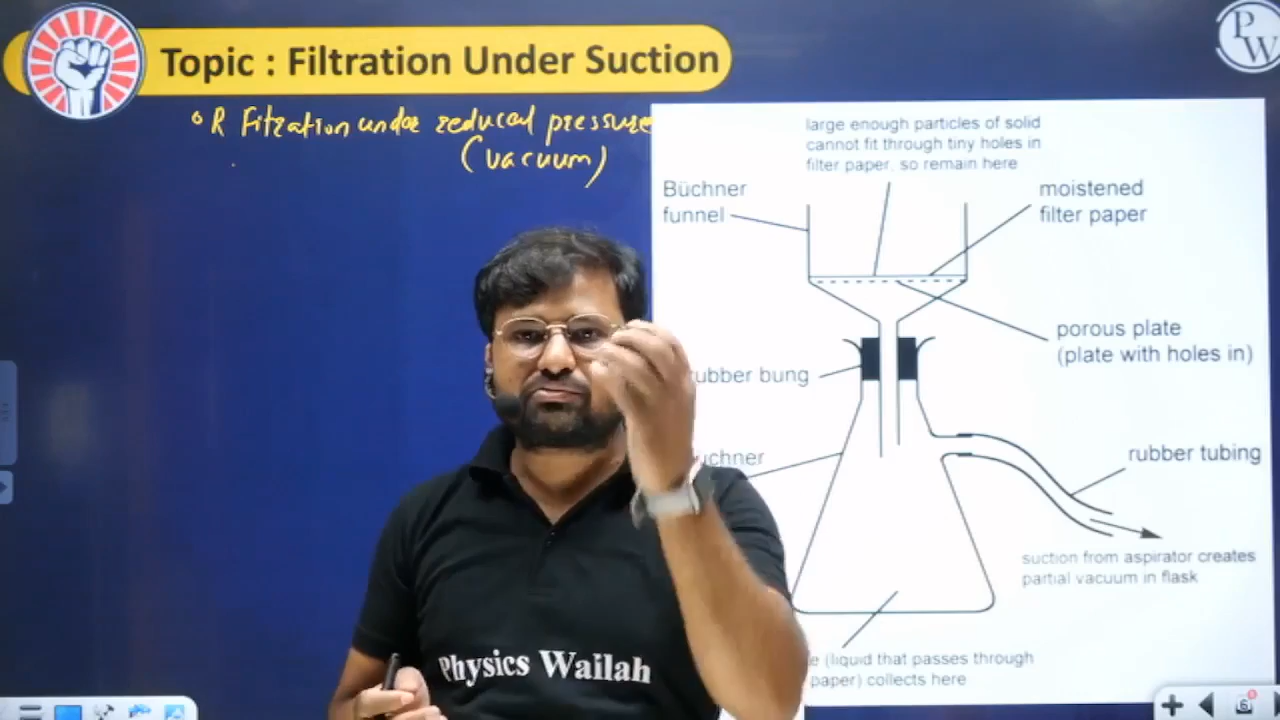 Topic : Filtration Under Suction
PW
OR Fitration under reduced pressure
(vacuum)
large enough particles of solid
cannot fit through tiny holes in
filter paper, so remain here
Büchner
funnel
moistened
filter paper
porous plate
(plate with holes in)
ubber bung
uchner
rubber tubing
suction from aspirator creates
partial vacuum in flask
e (liquid that passes through
paper) collects here
Physics Wailah